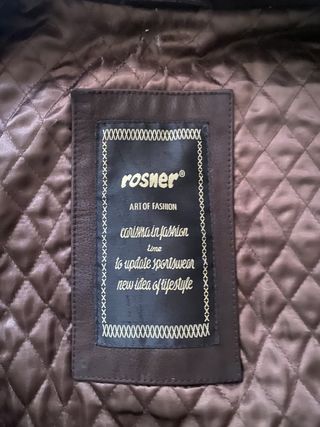 rosner®
ART OF FASHION
carisma in fashion
time
to update sportswear
new idea of lifestyle